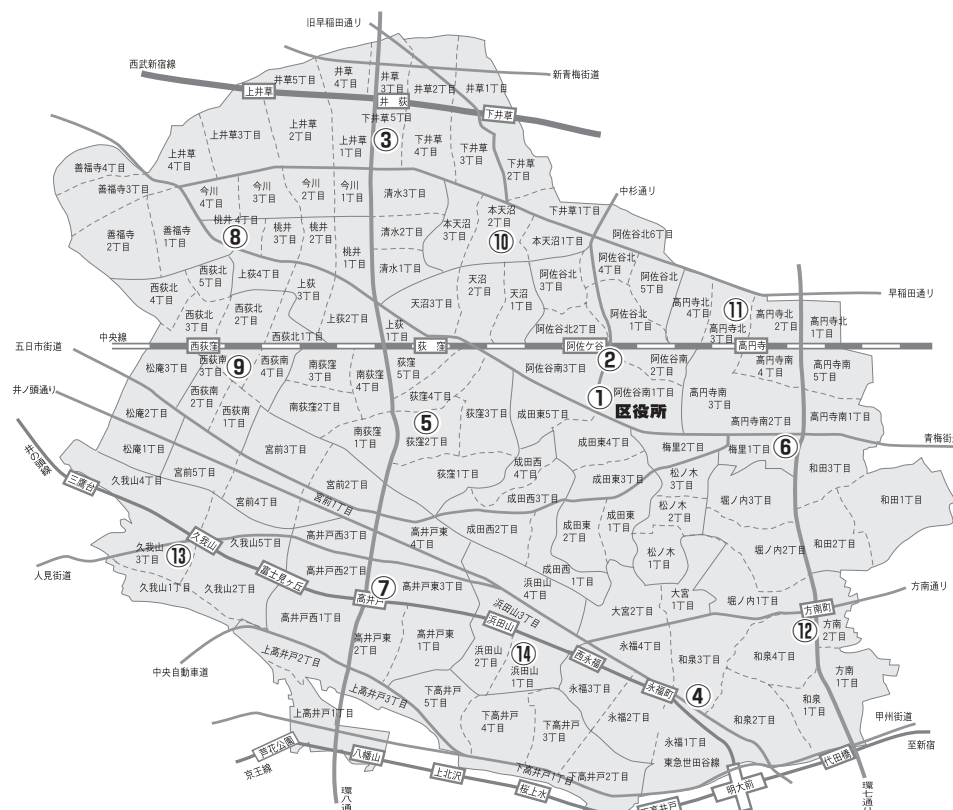 旧早稲田通り
西武新宿線
新青梅街道
上井草
井荻
下井草
井草5丁目
井草
4丁目
井草
3丁目
井草2丁目
井草1丁目
下井草5丁目
上井草3丁目
上井草
2丁目
上井草
1丁目
③
下井草
4丁目
下井草
3丁目
下井草
2丁目
上井草
4丁目
善福寺4丁目
善福寺3丁目
善福寺
2丁目
善福寺
1丁目
今川
4丁目
今川
3丁目
今川
2丁目
今川
1丁目
清水3丁目
中杉通り
本天沼
2丁目
下井草1丁目
桃井4丁目
⑧
桃井
3丁目
桃井
2丁目
桃井
1丁目
清水2丁目
清水1丁目
本天沼
3丁目
⑩
本天沼1丁目
阿佐谷北6丁目
阿佐谷北
4丁目
阿佐谷北
5丁目
西荻北
5丁目
西荻北
4丁目
西荻北
3丁目
西荻北
2丁目
上荻4丁目
上荻
3丁目
上荻2丁目
西荻北1丁目
上荻
1丁目
天沼3丁目
天沼
2丁目
天沼
1丁目
阿佐谷北
3丁目
阿佐谷北2丁目
阿佐谷北
1丁目
高円寺北
4丁目
⑪
高円寺北
3丁目
高円寺北
2丁目
高円寺北
1丁目
早稲田通り
中央線
西荻窪
荻窪
阿佐ケ谷
高円寺
五日市街道
井ノ頭通り
松庵3丁目
西荻南
3丁目
⑨
西荻南
4丁目
西荻南
2丁目
西荻南
1丁目
南荻窪
3丁目
南荻窪
4丁目
南荻窪2丁目
南荻窪
1丁目
荻窪
5丁目
荻窪4丁目
⑤
荻窪2丁目
荻窪3丁目
荻窪1丁目
阿佐谷南3丁目
②
阿佐谷南
2丁目
①
阿佐谷南1丁目
区役所
高円寺南
4丁目
高円寺南
3丁目
高円寺南
5丁目
高円寺南2丁目
高円寺南1丁目
青梅街
松庵2丁目
松庵1丁目
宮前5丁目
宮前3丁目
宮前4丁目
宮前2丁目
宮前1丁目
成田東5丁目
成田東4丁目
成田西
4丁目
成田西3丁目
成田東3丁目
成田東
1丁目
成田東
2丁目
成田西2丁目
成田西
1丁目
梅里2丁目
梅里1丁目
⑥
和田3丁目
和田1丁目
和田2丁目
松ノ木
3丁目
松ノ木
2丁目
松ノ木
1丁目
堀ノ内3丁目
堀ノ内2丁目
堀ノ内1丁目
井の頭線
三鷹台
久我山4丁目
久我山
久我山5丁目
⑬
久我山
3丁目
久我山1丁目
久我山2丁目
人見街道
富士見ヶ丘
高井戸西3丁目
高井戸西2丁目
高井戸西1丁目
高井戸東
4丁目
⑦
高井戸
高井戸東3丁目
高井戸東
2丁目
高井戸東
1丁目
浜田山
4丁目
浜田山3丁目
浜田山
浜田山
2丁目
⑭
浜田山
1丁目
大宮2丁目
大宮
1丁目
方南通り
方南町
⑫
方南
2丁目
方南
1丁目
西永福
永福4丁目
和泉3丁目
和泉4丁目
永福町
④
永福3丁目
永福2丁目
永福1丁目
和泉2丁目
和泉
1丁目
中央自動車道
上高井戸2丁目
上高井戸3丁目
上高井戸1丁目
下高井戸
5丁目
下高井戸
4丁目
下高井戸
3丁目
下高井戸1丁目
下高井戸2丁目
東急世田谷線
甲州街道
至新宿
代田橋
明大前
下高井戸
桜上水
上北沢
八幡山
芦花公園
京王線
環八通
環七通り